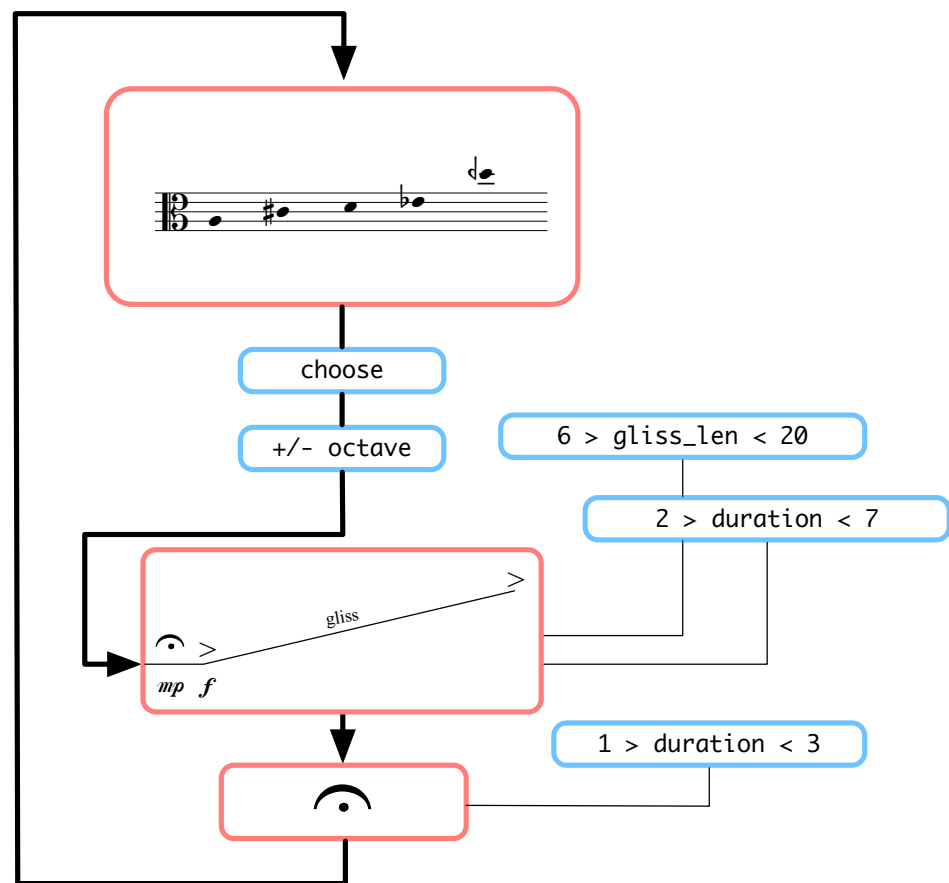 choose
+/- octave
6 > gliss_len < 20
2 > duration < 7
gliss
mp f
1 > duration < 3